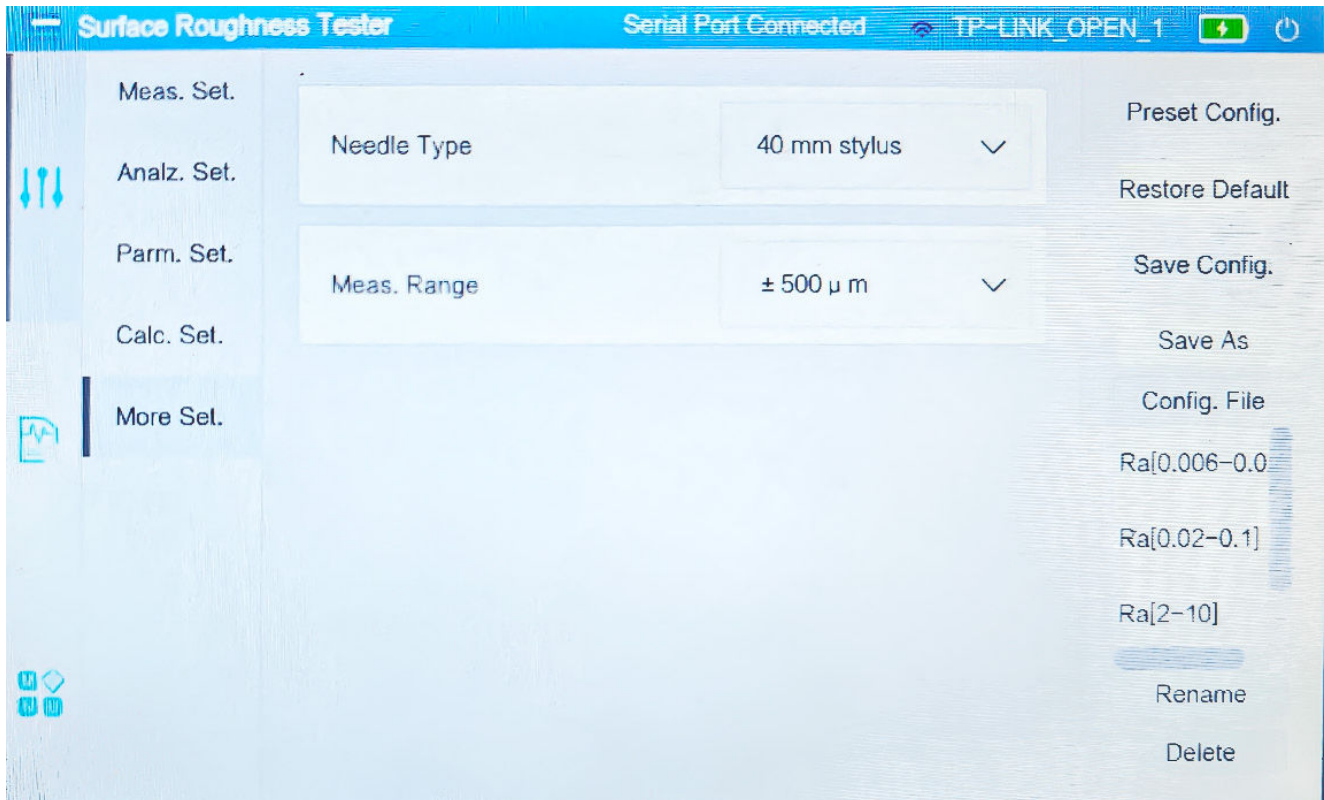 Surface Roughness Tester
Serial Port Connected
TP-LINK_OPEN_1
Meas. Set.
Analz. Set.
Parm. Set.
Calc. Set.
More Set.
Needle Type
40 mm stylus
Meas. Range
± 500 μ m
Preset Config.
Restore Default
Save Config.
Save As
Config. File
Ra[0.006-0.0
Ra[0.02-0.1]
Ra[2-10]
Rename
Delete